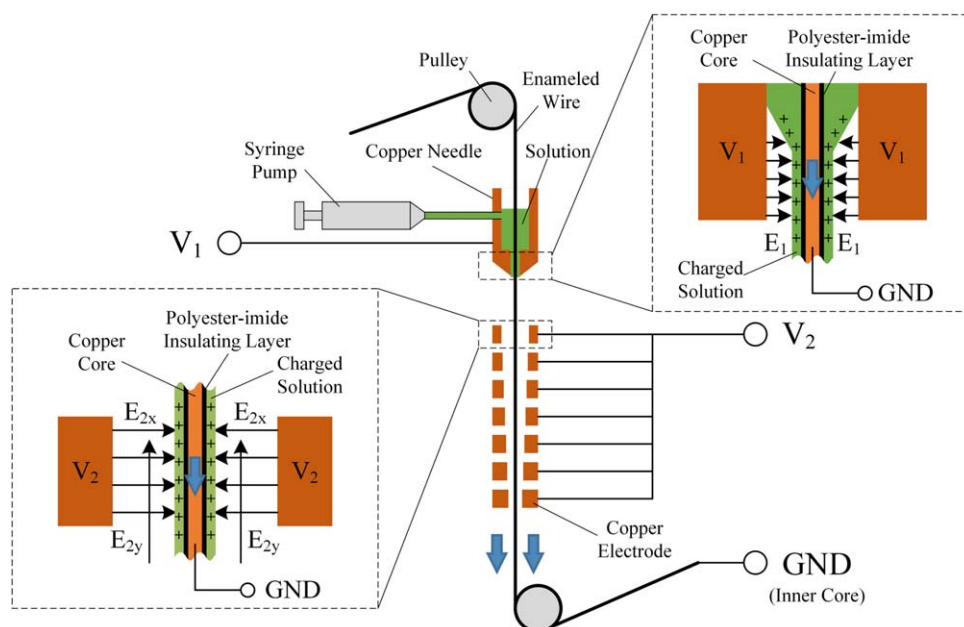 Pulley
Enameled
Wire
Copper Needle
Solution
Syringe
Pump
V1
Copper
Core
Polyester-imide
Insulating Layer
V1
V1
+ + + + + + + + + + + + + + + + + + + +
E1
E1
Charged
Solution
GND
V2
Polyester-imide
Insulating Layer
Copper
Core
Charged
Solution
E2x
E2x
V2
V2
+ + + + + + + + + + + + + + + + + + + +
E2y
E2y
GND
Copper
Electrode
GND
(Inner Core)